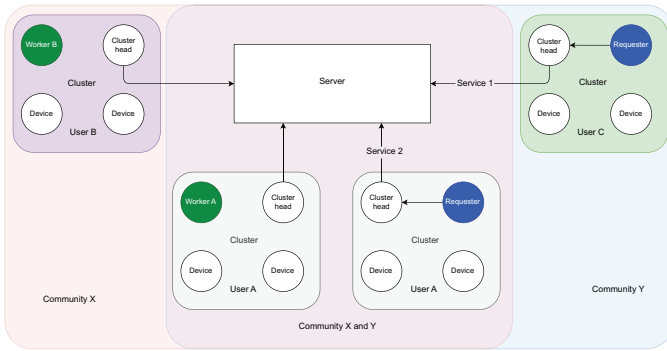 Worker B
Cluster
head
Cluster
Device
Device
User B
Server
Service 1
Cluster
head
Requester
Cluster
Device
Device
User C
Service 2
Worker A
Cluster
head
Cluster
Device
Device
User A
Cluster
head
Requester
Cluster
Device
Device
User A
Community X
Community X and Y
Community Y